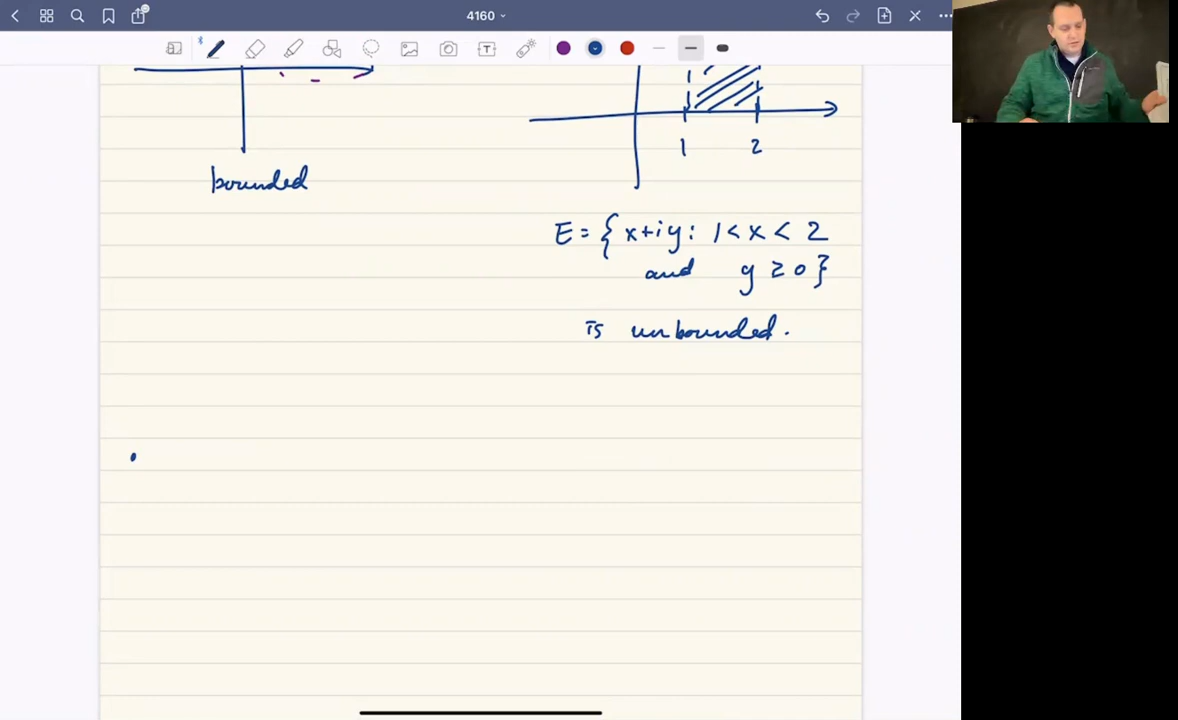 4160
1 2
bounded
E = { x+iy : 1 < x < 2
and y ≥ 0 }
is unbounded.